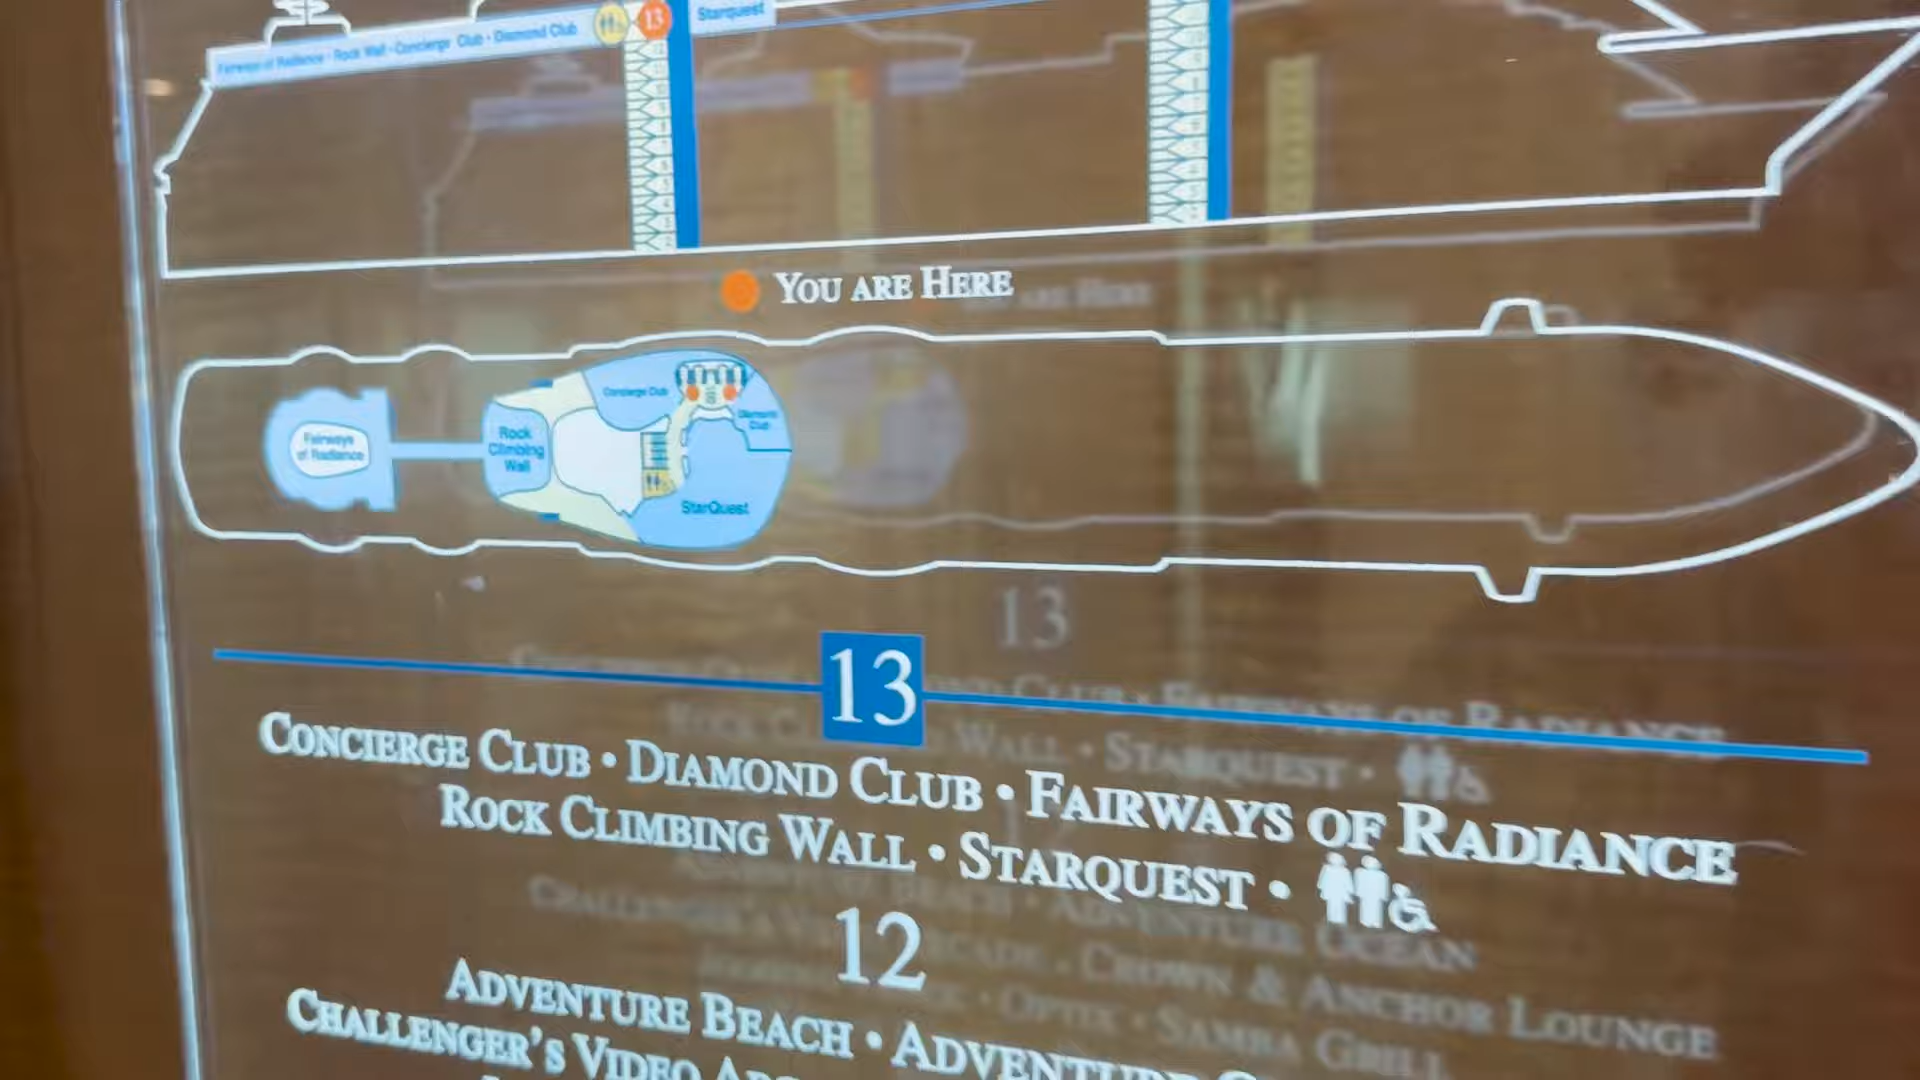 Fairways of Radiance • Rock Wall • Concierge Club • Diamond Club
13
Starquest
YOU ARE HERE
Concierge Club
Diamond
Club
Fairways
of Radiance
Rock
Climbing
Wall
StarQuest
13
CONCIERGE CLUB • DIAMOND CLUB • FAIRWAYS OF RADIANCE
ROCK CLIMBING WALL • STARQUEST •
12
ADVENTURE BEACH • ADVENTURE
CHALLENGER'S VIDEO